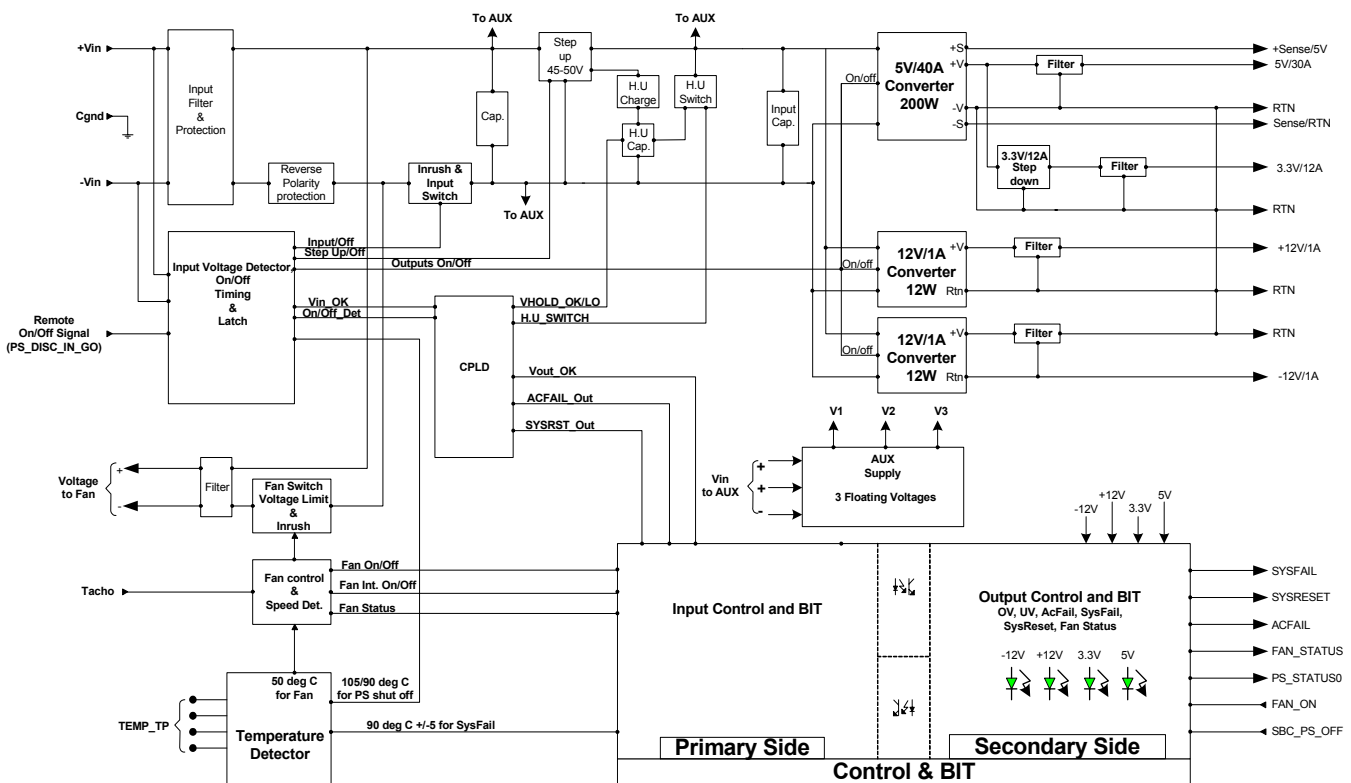 To AUX
To AUX
+Vin
Cgnd
-Vin
Input
Filter
&
Protection
Reverse
Polarity
protection
Inrush &
Input
Switch
Cap.
To AUX
Step
up
45-50V
H.U
Charge
H.U
Switch
H.U
Cap.
Input
Cap.
5V/40A
Converter
200W
On/off
+S
+V
-V
-S
Filter
3.3V/12A
Step
down
Filter
+Sense/5V
5V/30A
RTN
Sense/RTN
3.3V/12A
RTN
12V/1A
Converter
12W
On/off
+V
Rtn
Filter
+12V/1A
RTN
12V/1A
Converter
12W
On/off
+V
Rtn
Filter
RTN
-12V/1A
Input Voltage Detector,
On/Off
Timing
&
Latch
Input/Off
Step Up/Off
Outputs On/Off
Vin_OK
On/Off_Det
Remote
On/Off Signal
(PS_DISC_IN_GO)
CPLD
VHOLD_OK/LO
H.U_SWITCH
Vout_OK
ACFAIL_Out
SYSRST_Out
V1
V2
V3
AUX
Supply
3 Floating Voltages
Vin
to AUX
+
+
-
Voltage
to Fan
+
-
Filter
Fan Switch
Voltage Limit
&
Inrush
Tacho
Fan control
&
Speed Det.
Fan On/Off
Fan Int. On/Off
Fan Status
50 deg C
for Fan
105/90 deg C
for PS shut off
TEMP_TP
Temperature
Detector
90 deg C +/-5 for SysFail
Input Control and BIT
Primary Side
-12V
+12V
3.3V
5V
Output Control and BIT
OV, UV, AcFail, SysFail,
SysReset, Fan Status
-12V
+12V
3.3V
5V
Secondary Side
Control & BIT
SYSFAIL
SYSRESET
ACFAIL
FAN_STATUS
PS_STATUS0
FAN_ON
SBC_PS_OFF